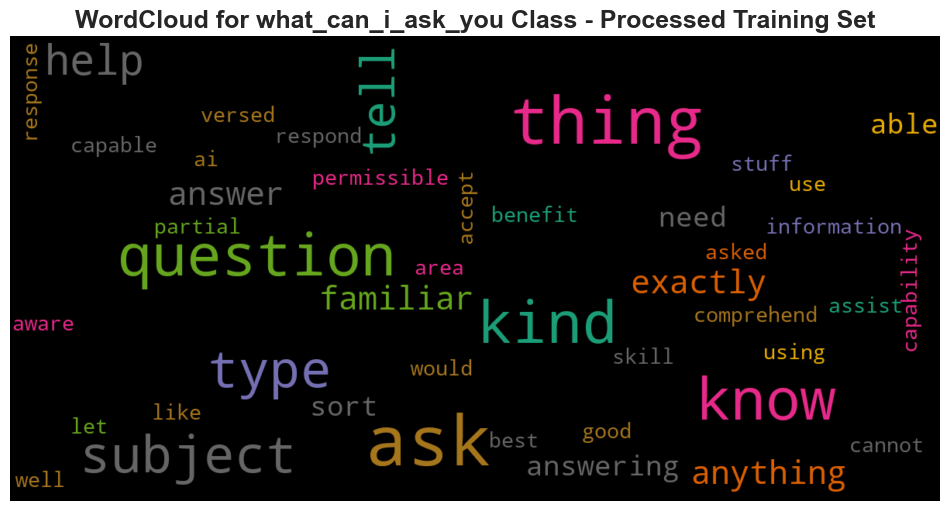 WordCloud for what_can_i_ask_you Class - Processed Training Set
response
help
tell
thing
able
versed
respond
capable
ai
stuff
use
permissible
answer
accept
benefit
need
information
partial
question
area
asked
capability
familiar
exactly
kind
comprehend
assist
aware
type
would
skill
using
sort
know
like
let
ask
best
good
subject
answering
anything
cannot
well